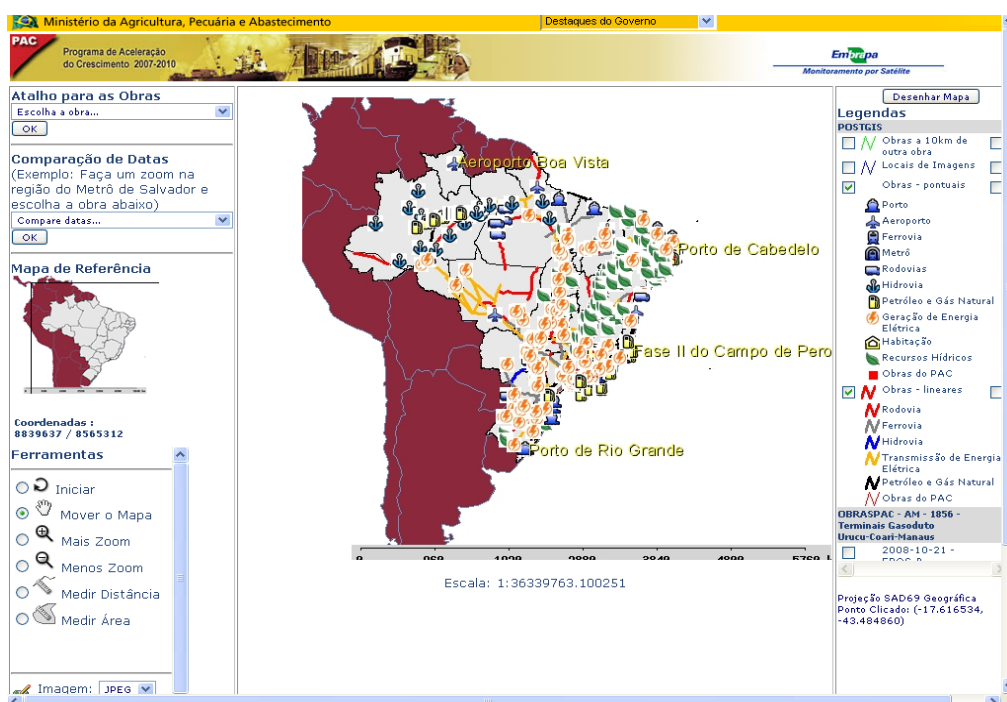 Ministério da Agricultura, Pecuária e Abastecimento
Destaques do Governo
PAC
Programa de Aceleração
do Crescimento 2007-2010
Embrapa
Monitoramento por Satélite
Atalho para as Obras
Escolha a obra...
OK
Comparação de Datas
(Exemplo: Faça um zoom na
região do Metrô de Salvador e
escolha a obra abaixo)
Compare datas...
OK
Mapa de Referência
Coordenadas :
8839637 / 8565312
Ferramentas
Iniciar
Mover o Mapa
Mais Zoom
Menos Zoom
Medir Distância
Medir Área
Imagem: JPEG
Aeroporto Boa Vista
Porto de Cabedelo
Fase II do Campo de Pero
Porto de Rio Grande
0 960 1920 2880 3840 4800 5760
Escala: 1:36339763.100251
Desenhar Mapa
Legendas
POSTGIS
Obras a 10km de
outra obra
Locais de Imagens
Obras - pontuais
Porto
Aeroporto
Ferrovia
Metrô
Rodovias
Hidrovia
Petróleo e Gás Natural
Geração de Energia
Elétrica
Habitação
Recursos Hídricos
Obras do PAC
Obras - lineares
Rodovia
Ferrovia
Hidrovia
Transmissão de Energia
Elétrica
Petróleo e Gás Natural
Obras do PAC
OBRASPAC - AM - 1856 -
Terminais Gasoduto
Urucu-Coari-Manaus
2008-10-21 -
Projeção SAD69 Geográfica
Ponto Clicado: (-17.616534,
-43.484860)